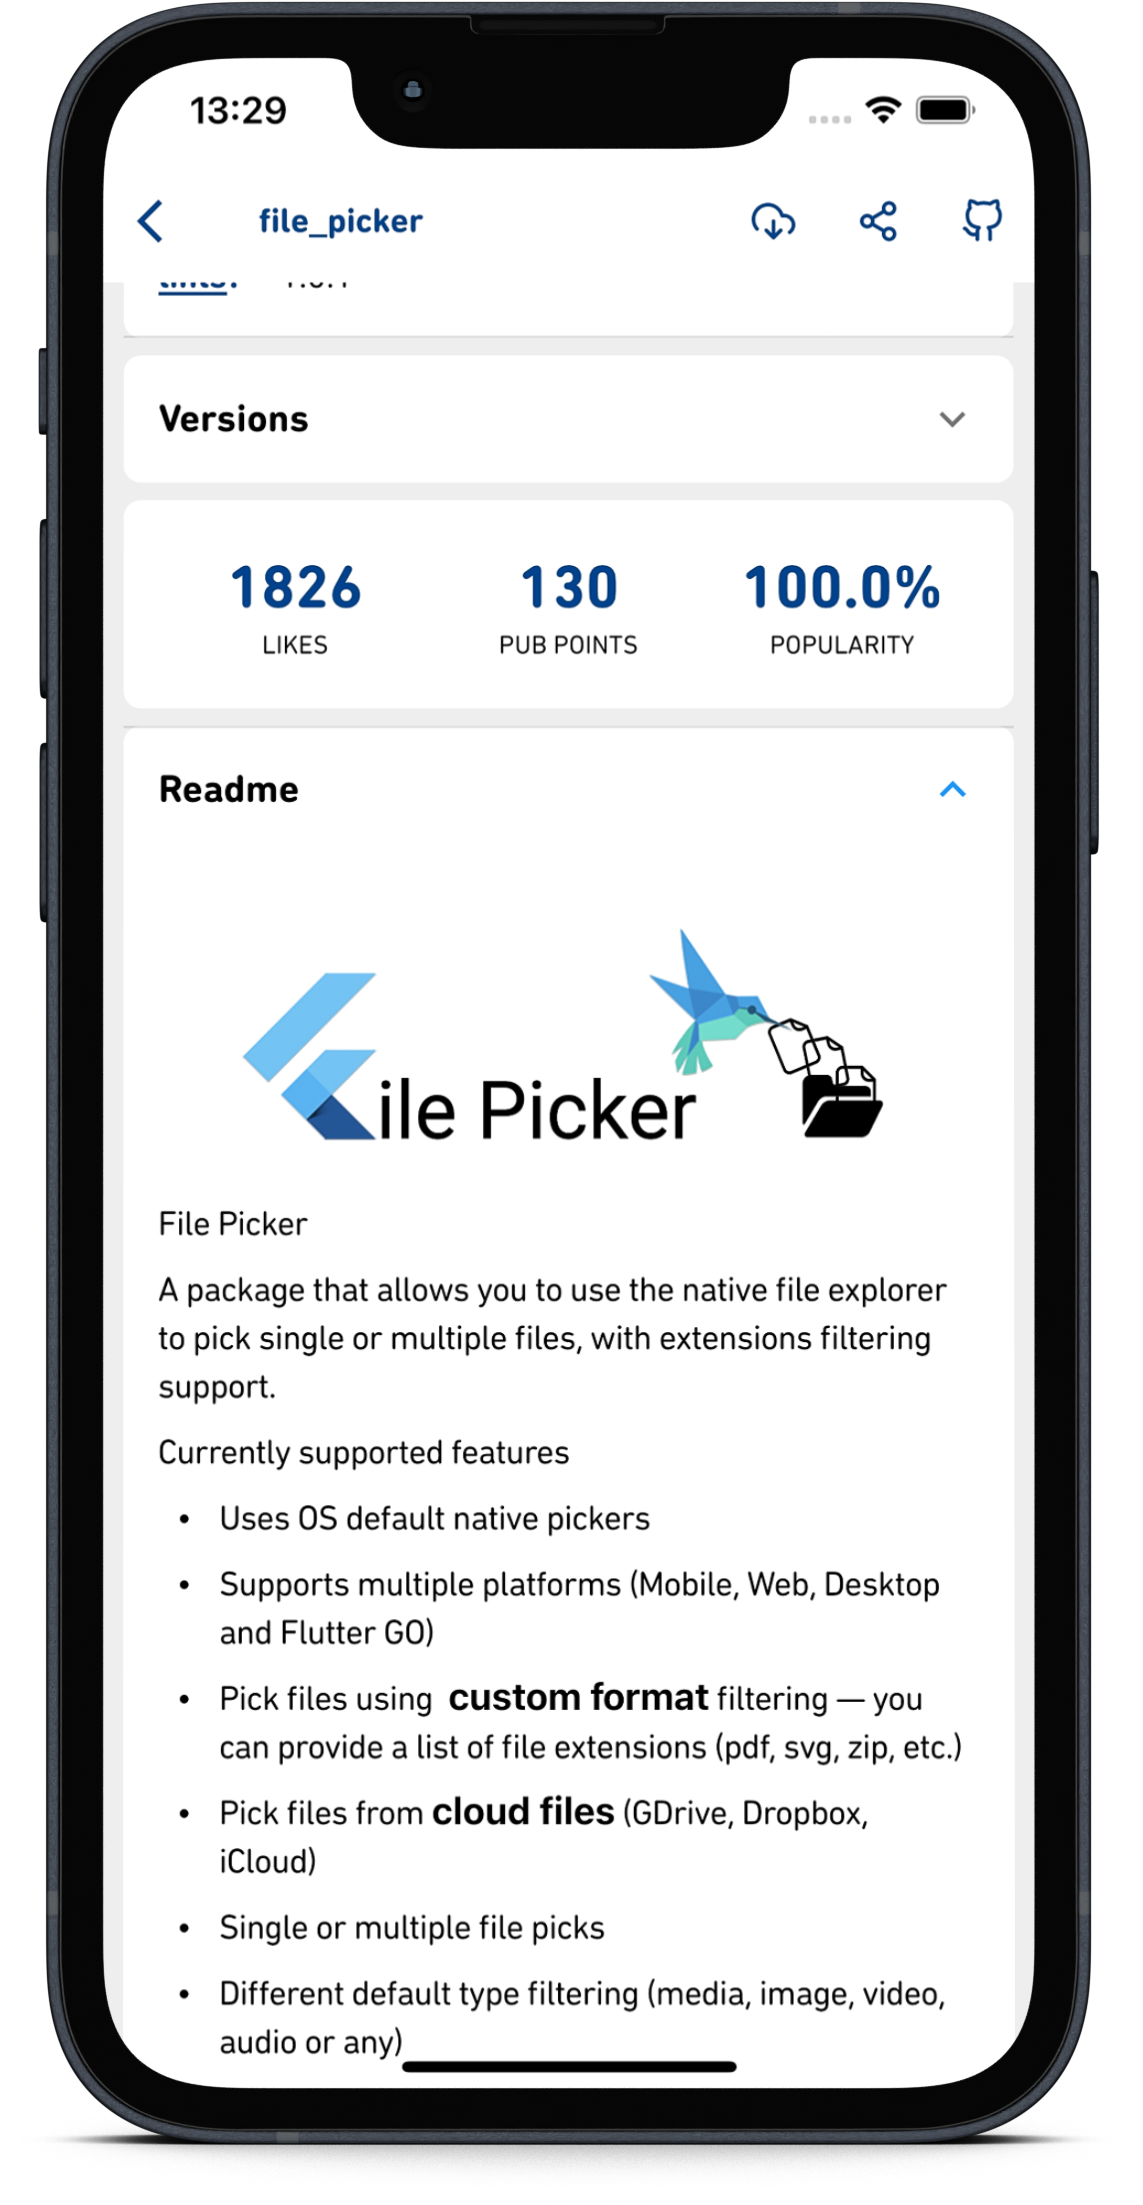 13:29
file_picker
Versions
1826
130
100.0%
LIKES
PUB POINTS
POPULARITY
Readme
ile Picker
File Picker
A package that allows you to use the native file explorer
to pick single or multiple files, with extensions filtering
support.
Currently supported features
• Uses OS default native pickers
• Supports multiple platforms (Mobile, Web, Desktop
and Flutter GO)
• Pick files using custom format filtering — you
can provide a list of file extensions (pdf, svg, zip, etc.)
• Pick files from cloud files (GDrive, Dropbox,
iCloud)
• Single or multiple file picks
• Different default type filtering (media, image, video,
audio or any)